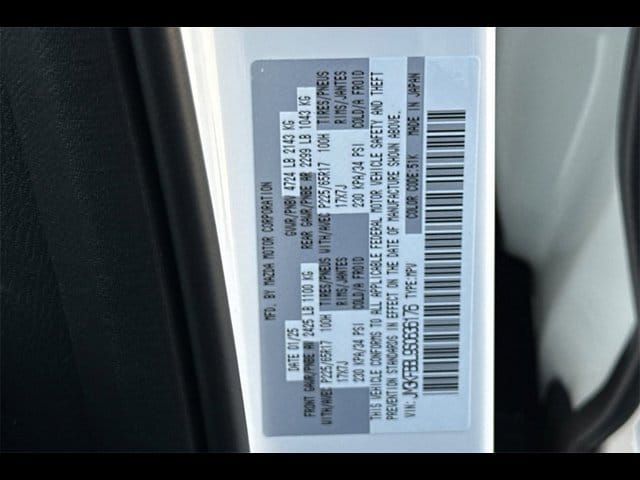 MFD. BY MAZDA MOTOR CORPORATION
DATE 01/25 GVWR/PNBV 4724 LB 2143 KG
FRONT GAWR/PNBE AV 2425 LB 1100 KG REAR GAWR/PNBE AR 2299 LB 1043 KG
WITH/AVEC P225/65R17 100H TIRES/PNEUS WITH/AVEC P225/65R17 100H TIRES/PNEUS
17X7J RIMS/JANTES 17X7J RIMS/JANTES
230 KPA/34 PSI COLD/A FROID 230 KPA/34 PSI COLD/A FROID
THIS VEHICLE CONFORMS TO ALL APPLICABLE FEDERAL MOTOR VEHICLE SAFETY AND THEFT
PREVENTION STANDARDS IN EFFECT ON THE DATE OF MANUFACTURE SHOWN ABOVE.
VIN: TYPE:MPV COLOR CODE:51K MADE IN JAPAN